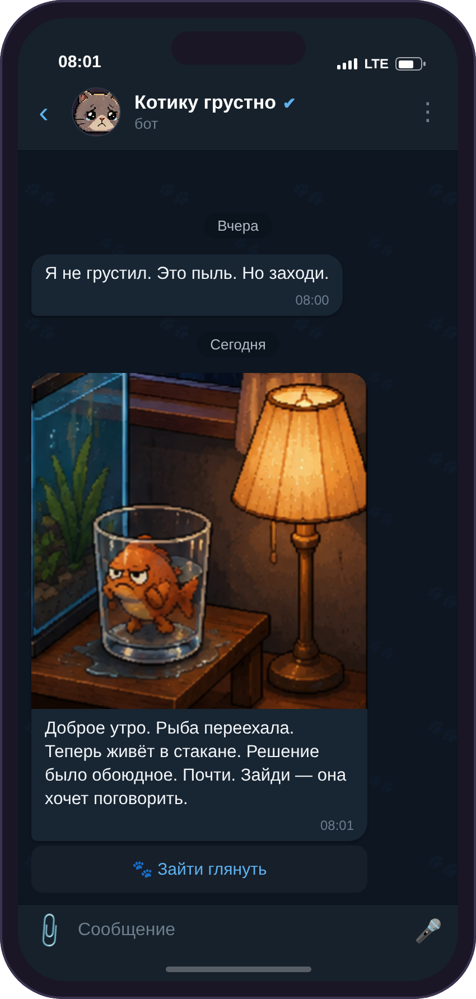 08:01
LTE
Котику грустно
бот
Вчера
Я не грустил. Это пыль. Но заходи.
08:00
Сегодня
Доброе утро. Рыба переехала.
Теперь живёт в стакане. Решение
было обоюдное. Почти. Зайди — она
хочет поговорить.
08:01
🐾 Зайти глянуть
Сообщение